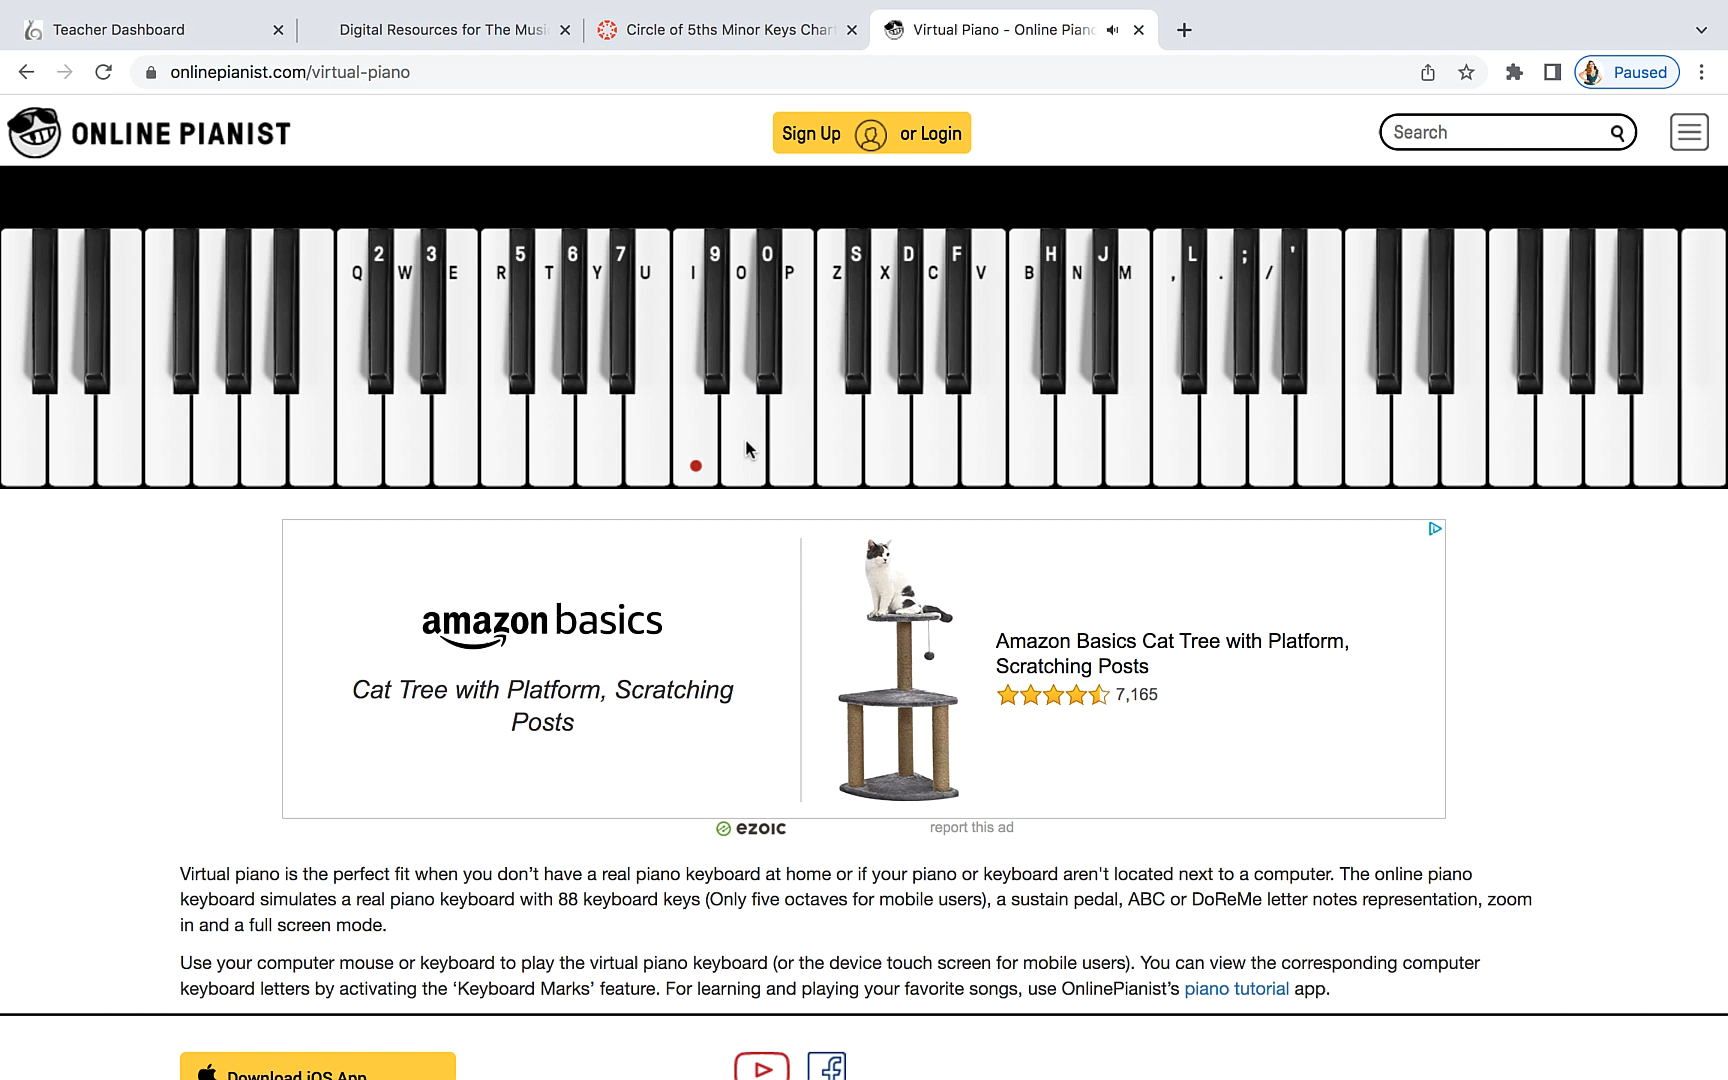 Teacher Dashboard
Digital Resources for The Musi
Circle of 5ths Minor Keys Chart
Virtual Piano - Online Piano
onlinepianist.com/virtual-piano
Paused
ONLINE PIANIST
Sign Up or Login
Search
2 3 5 6 7 9 0 S D F H J L ; '
Q W E R T Y U I O P Z X C V B N M , . /
amazon basics
Cat Tree with Platform, Scratching
Posts
Amazon Basics Cat Tree with Platform,
Scratching Posts
7,165
ezoic
report this ad
Virtual piano is the perfect fit when you don’t have a real piano keyboard at home or if your piano or keyboard aren't located next to a computer. The online piano
keyboard simulates a real piano keyboard with 88 keyboard keys (Only five octaves for mobile users), a sustain pedal, ABC or DoReMe letter notes representation, zoom
in and a full screen mode.
Use your computer mouse or keyboard to play the virtual piano keyboard (or the device touch screen for mobile users). You can view the corresponding computer
keyboard letters by activating the ‘Keyboard Marks’ feature. For learning and playing your favorite songs, use OnlinePianist’s piano tutorial app.
Download iOS App